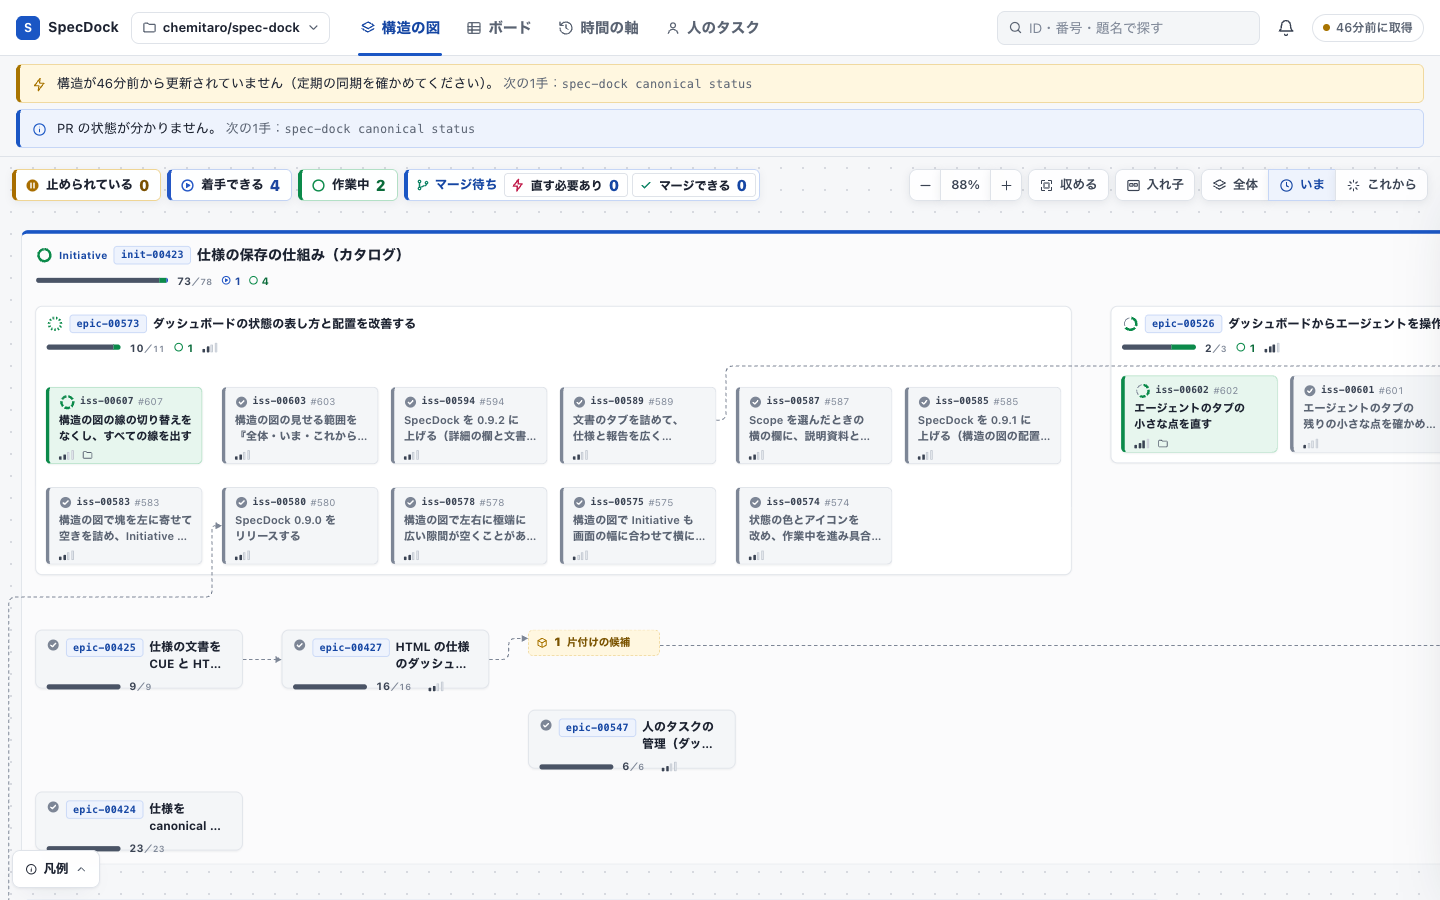 S SpecDock chemitaro/spec-dock 構造の図 ボード 時間の軸 人のタスク ID・番号・題名で探す 46分前に取得
構造が46分前から更新されていません（定期の同期を確かめてください）。 次の1手：spec-dock canonical status
PR の状態が分かりません。 次の1手：spec-dock canonical status
止められている 0 着手できる 4 作業中 2 マージ待ち 直す必要あり 0 マージできる 0 88% 収める 入れ子 全体 いま これから
Initiative init-00423 仕様の保存の仕組み（カタログ）
73/78 1 4
epic-00573 ダッシュボードの状態の表し方と配置を改善する
10/11 1
iss-00607 #607
構造の図の線の切り替えを
なくし、すべての線を出す
iss-00603 #603
構造の図の見せる範囲を
『全体・いま・これから…
iss-00594 #594
SpecDock を 0.9.2 に
上げる（詳細の欄と文書…
iss-00589 #589
文書のタブを詰めて、
仕様と報告を広く…
iss-00587 #587
Scope を選んだときの
横の欄に、説明資料と…
iss-00585 #585
SpecDock を 0.9.1 に
上げる（構造の図の配置…
iss-00583 #583
構造の図で塊を左に寄せて
空きを詰め、Initiative …
iss-00580 #580
SpecDock 0.9.0 を
リリースする
iss-00578 #578
構造の図で左右に極端に
広い隙間が空くことがあ…
iss-00575 #575
構造の図で Initiative も
画面の幅に合わせて横に…
iss-00574 #574
状態の色とアイコンを
改め、作業中を進み具合…
epic-00526 ダッシュボードからエージェントを操作
2/3 1
iss-00602 #602
エージェントのタブの
小さな点を直す
iss-00601 #601
エージェントのタブの
残りの小さな点を確かめ…
epic-00425 仕様の文書を
CUE と HT…
9/9
epic-00427 HTML の仕様
のダッシュ…
16/16
1 片付けの候補
epic-00547 人のタスクの
管理（ダッ…
6/6
epic-00424 仕様を
canonical …
23/23
凡例